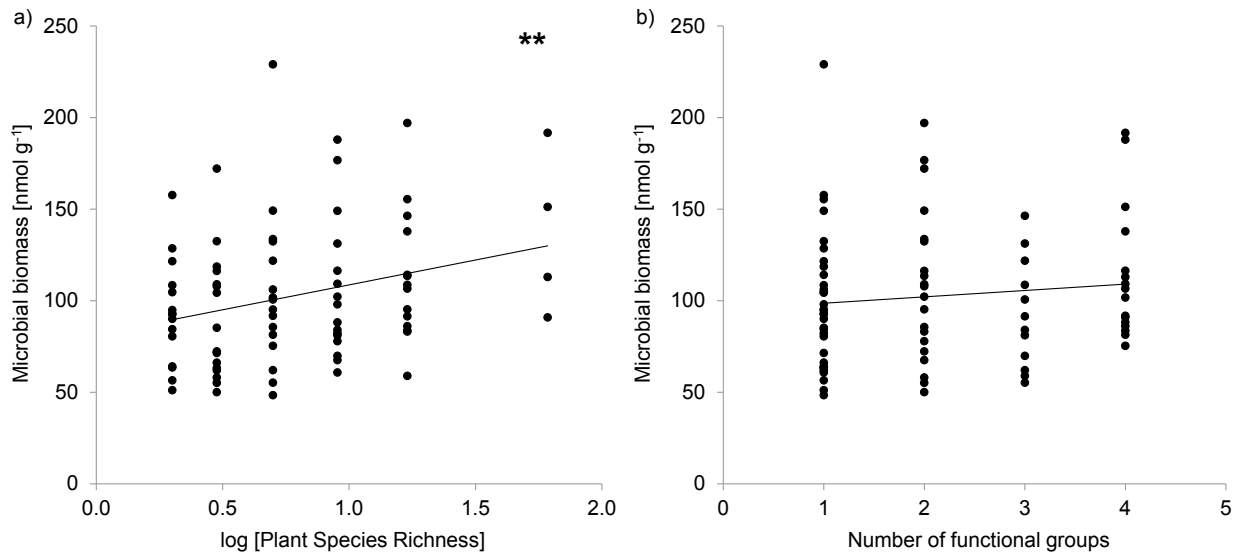 a)
**
Microbial biomass [nmol g⁻¹]
250
200
150
100
50
0
0.0 0.5 1.0 1.5 2.0
log [Plant Species Richness]
b)
Microbial biomass [nmol g⁻¹]
250
200
150
100
50
0
0 1 2 3 4 5
Number of functional groups